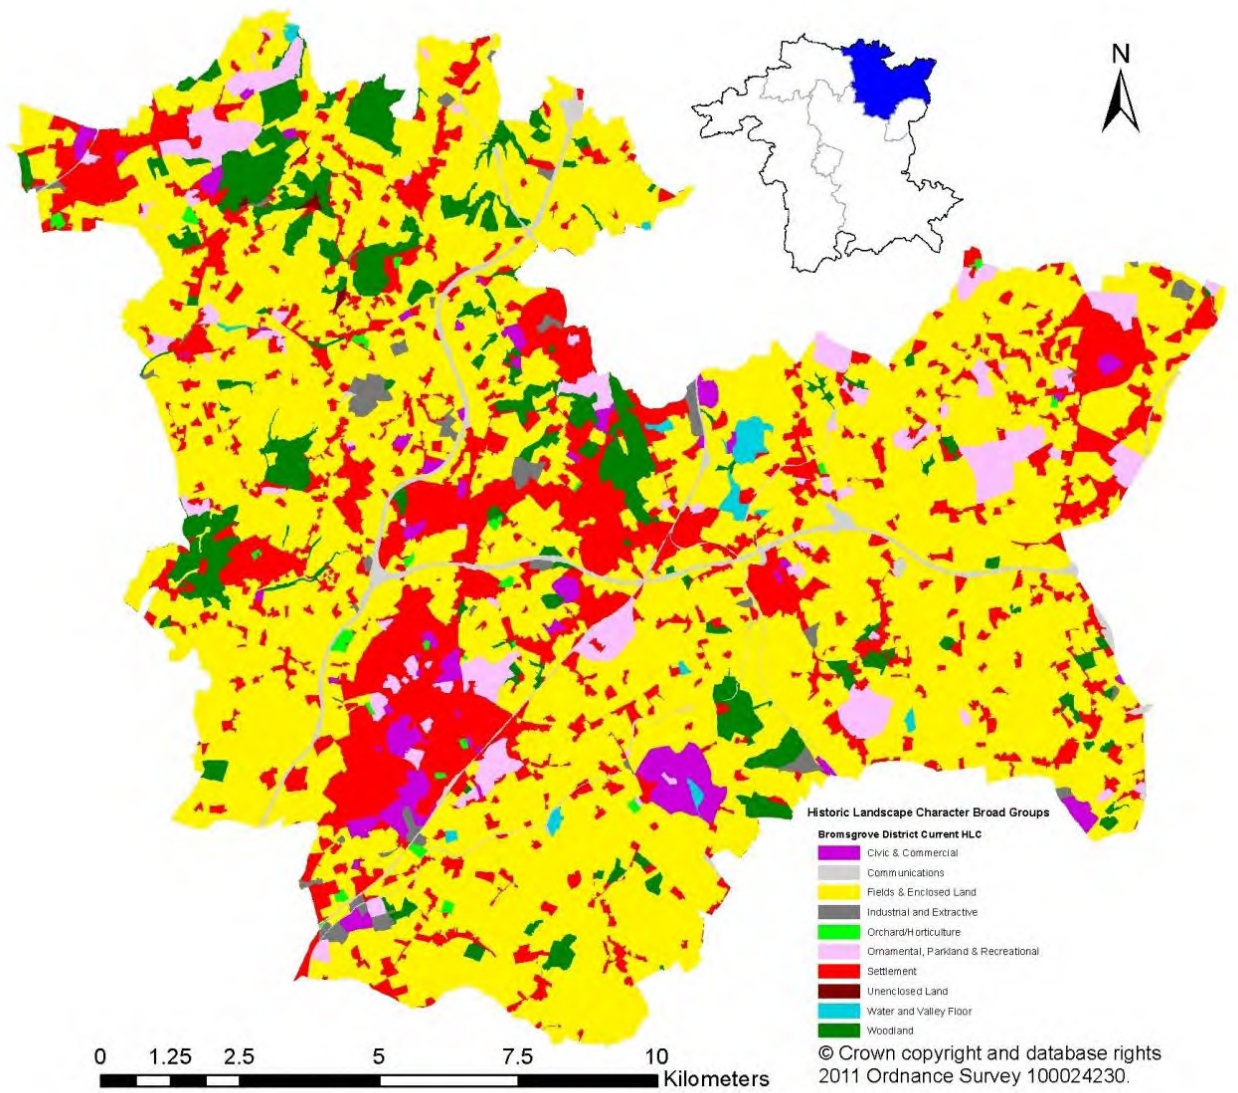 N
Historic Landscape Character Broad Groups
Bromsgrove District Current HLC
Civic & Commercial
Communications
Fields & Enclosed Land
Industrial and Extractive
Orchard/Horticulture
Ornamental, Parkland & Recreational
Settlement
Unenclosed Land
Water and Valley Floor
Woodland
0 1.25 2.5 5 7.5 10
Kilometers
© Crown copyright and database rights
2011 Ordnance Survey 100024230.